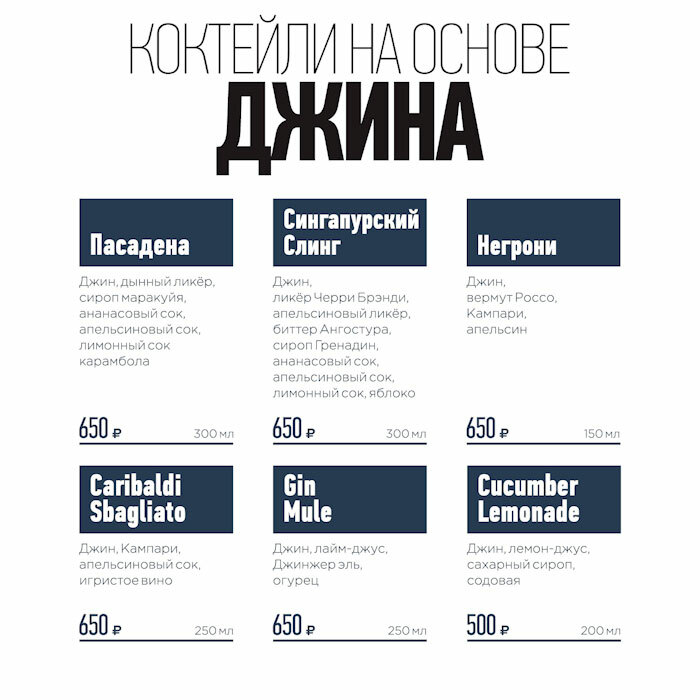 КОКТЕЙЛИ НА ОСНОВЕ
ДЖИНА
Пасадена
Джин, дынный ликёр,
сироп маракуйя,
ананасовый сок,
апельсиновый сок,
лимонный сок
карамбола
650 ₽ 300 мл
Сингапурский
Слинг
Джин,
ликёр Черри Брэнди,
апельсиновый ликёр,
биттер Ангостура,
сироп Гренадин,
ананасовый сок,
апельсиновый сок,
лимонный сок, яблоко
650 ₽ 300 мл
Негрони
Джин,
вермут Россо,
Кампари,
апельсин
650 ₽ 150 мл
Caribaldi
Sbagliato
Джин, Кампари,
апельсиновый сок,
игристое вино
650 ₽ 250 мл
Gin
Mule
Джин, лайм-джус,
Джинжер эль,
огурец
650 ₽ 250 мл
Cucumber
Lemonade
Джин, лемон-джус,
сахарный сироп,
содовая
500 ₽ 200 мл